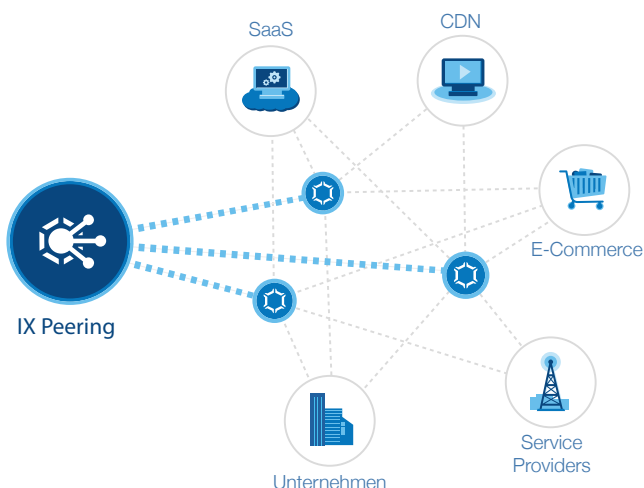 SaaS
CDN
E-Commerce
IX Peering
Service
Providers
Unternehmen